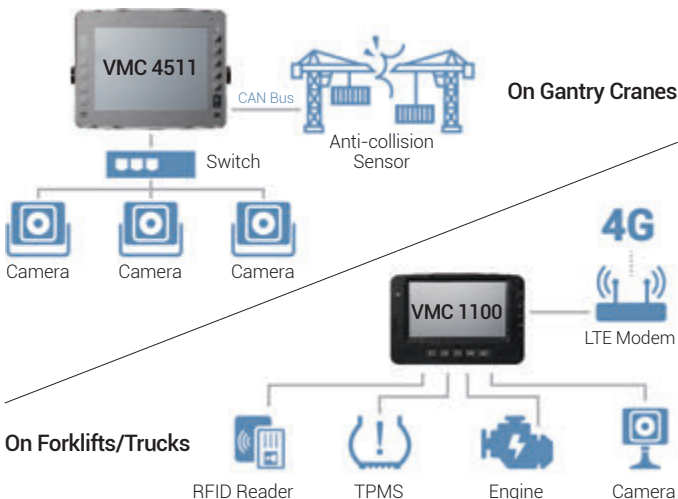 VMC 4511
CAN Bus
On Gantry Cranes
Anti-collision
Sensor
Switch
Camera
Camera
Camera
4G
VMC 1100
LTE Modem
On Forklifts/Trucks
RFID Reader
TPMS
Engine
Camera